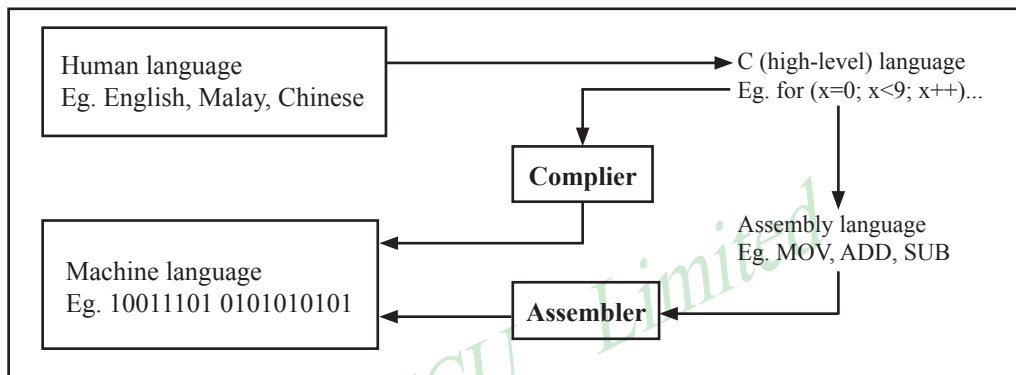 Human language
Eg. English, Malay, Chinese
C (high-level) language
Eg. for (x=0; x<9; x++)...
Complier
Assembly language
Eg. MOV, ADD, SUB
Machine language
Eg. 10011101 0101010101
Assembler
CU Limited